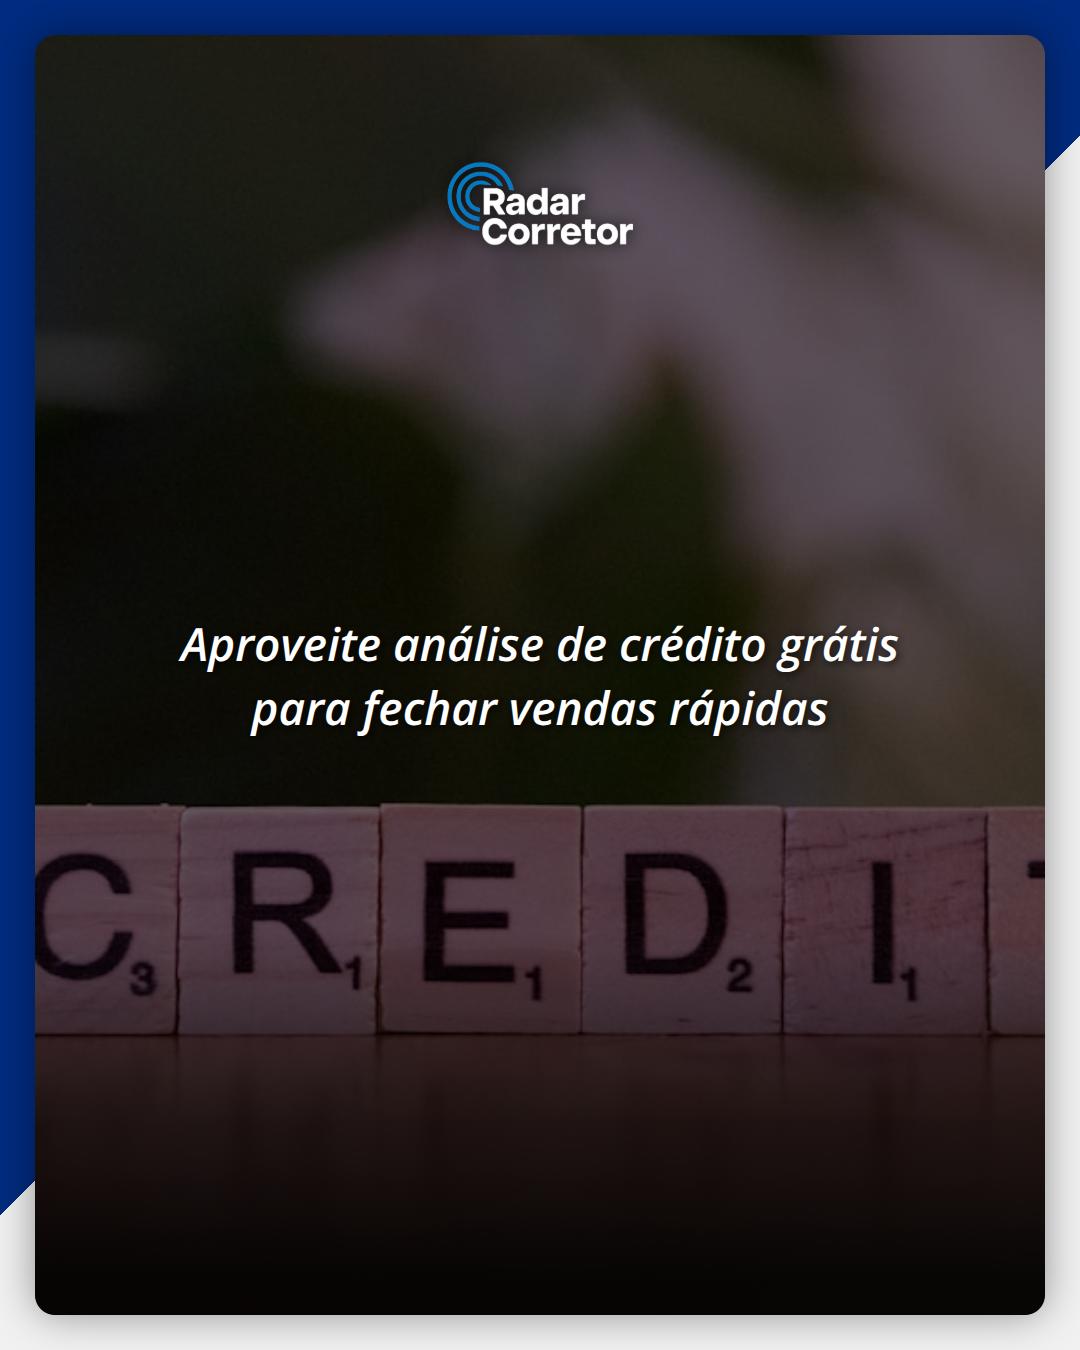 Radar
Corretor
Aproveite análise de crédito grátis
para fechar vendas rápidas
C3 R1 E1 D2 I1